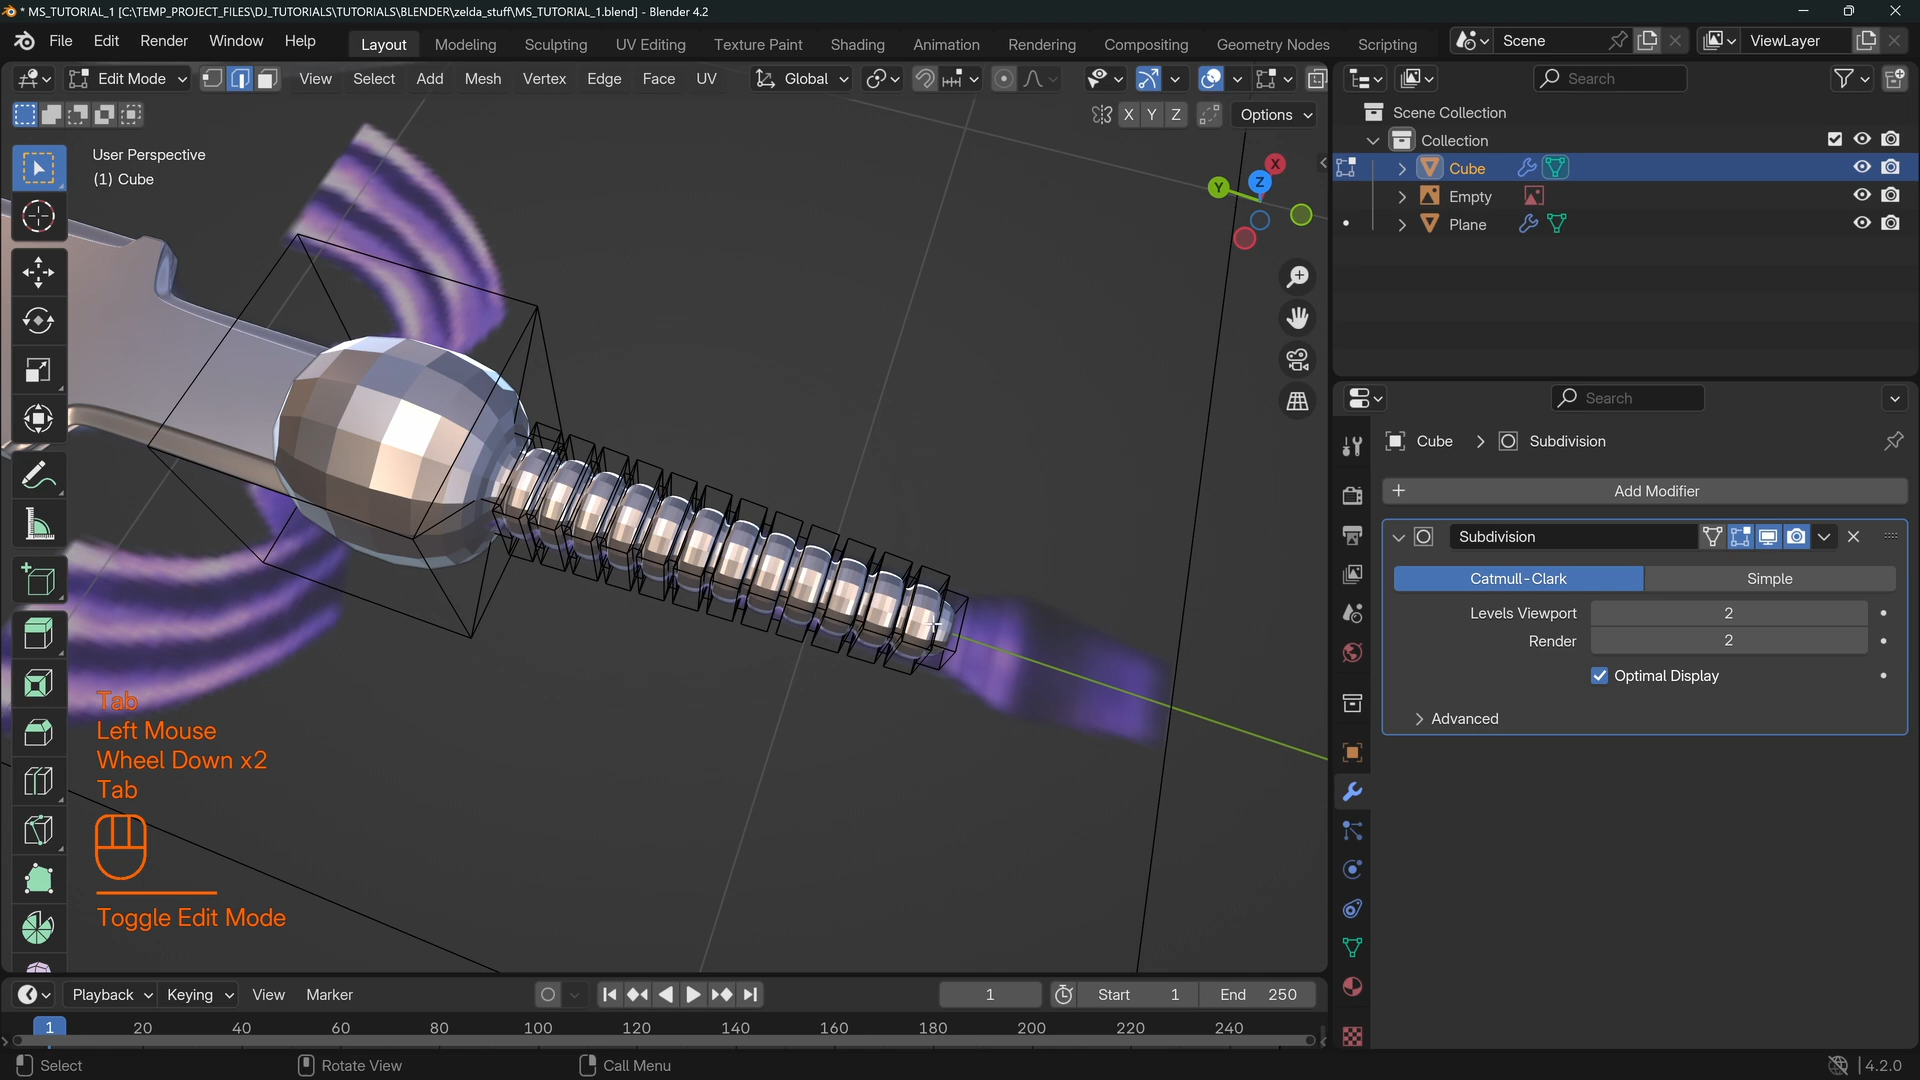 * MS_TUTORIAL_1 [C:\TEMP_PROJECT_FILES\DJ_TUTORIALS\TUTORIALS\BLENDER\zelda_stuff\MS_TUTORIAL_1.blend] - Blender 4.2
File Edit Render Window Help Layout Modeling Sculpting UV Editing Texture Paint Shading Animation Rendering Compositing Geometry Nodes Scripting Scene ViewLayer
Edit Mode View Select Add Mesh Vertex Edge Face UV Global Search
X Y Z Options
User Perspective
(1) Cube
Scene Collection
Collection
Cube
Empty
Plane
X
Y
Z
Search
Cube Subdivision
Add Modifier
Subdivision
Catmull-Clark Simple
Levels Viewport 2
Render 2
Optimal Display
Advanced
Tab
Left Mouse
Wheel Down x2
Tab
Toggle Edit Mode
Playback Keying View Marker 1 Start 1 End 250
1 20 40 60 80 100 120 140 160 180 200 220 240
Select Rotate View Call Menu 4.2.0